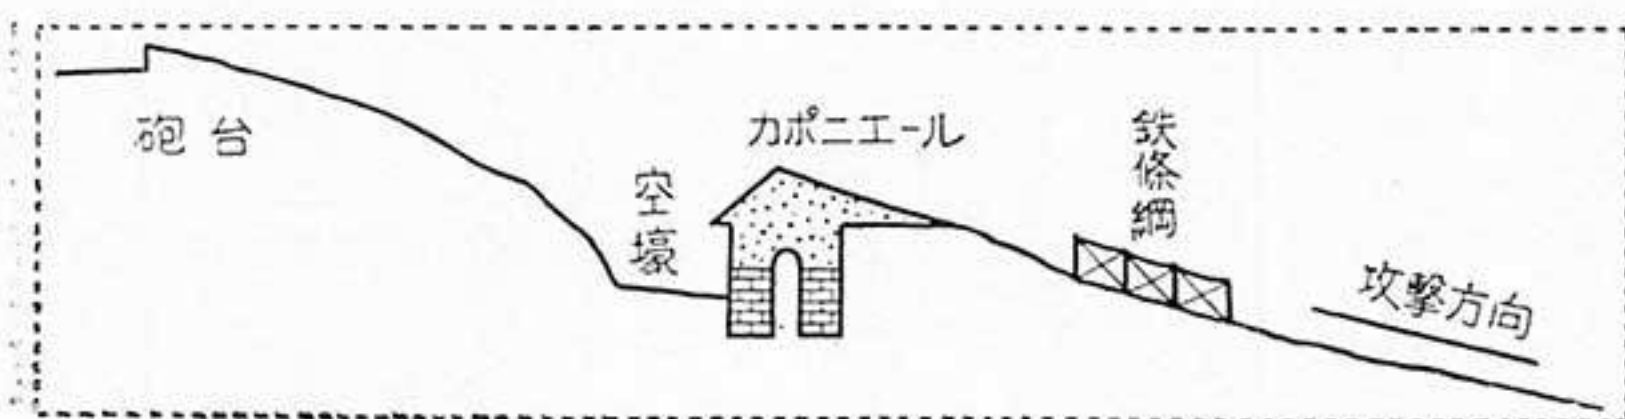 砲台
空壕
カポニエール
鉄條網
攻撃方向